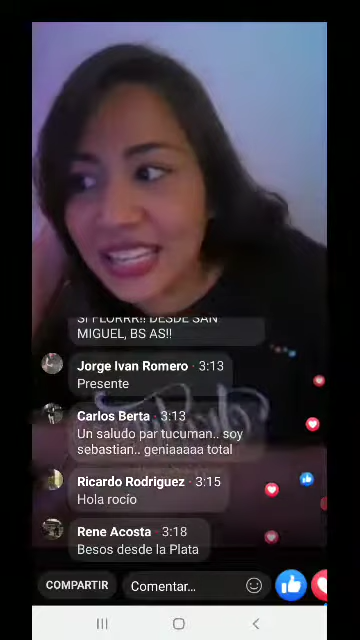 SI FLORRR!! DESDE SAN
MIGUEL, BS AS!!
Jorge Ivan Romero · 3:13
Presente
Carlos Berta · 3:13
Un saludo par tucuman.. soy
sebastian.. geniaaaaa total
Ricardo Rodriguez · 3:15
Hola rocío
Rene Acosta · 3:18
Besos desde la Plata
COMPARTIR
Comentar...